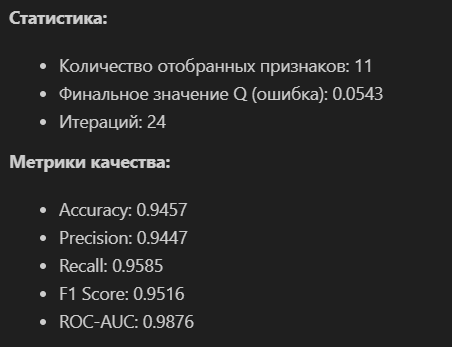 Статистика:
• Количество отобранных признаков: 11
• Финальное значение Q (ошибка): 0.0543
• Итераций: 24
Метрики качества:
• Accuracy: 0.9457
• Precision: 0.9447
• Recall: 0.9585
• F1 Score: 0.9516
• ROC-AUC: 0.9876